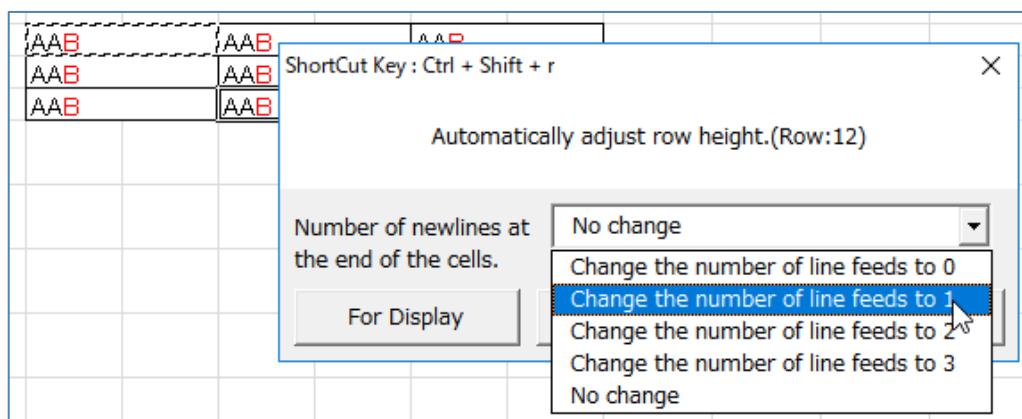 AAB AAB AAB
ShortCut Key : Ctrl + Shift + r
AAB AAB
AAB AAB
Automatically adjust row height.(Row:12)
Number of newlines at
the end of the cells.
No change
Change the number of line feeds to 0
Change the number of line feeds to 1
Change the number of line feeds to 2
Change the number of line feeds to 3
No change
For Display